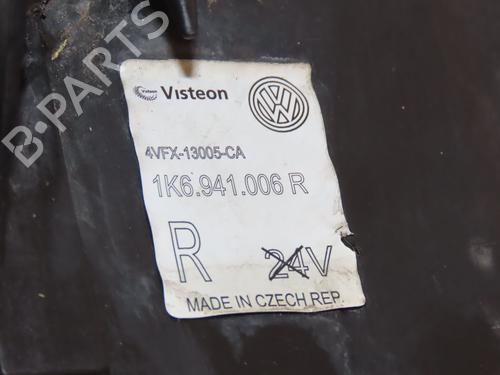 B-PARTS
Visteon
4VFX-13005-CA
1K6.941.006 R
R 24V
MADE IN CZECH REP.